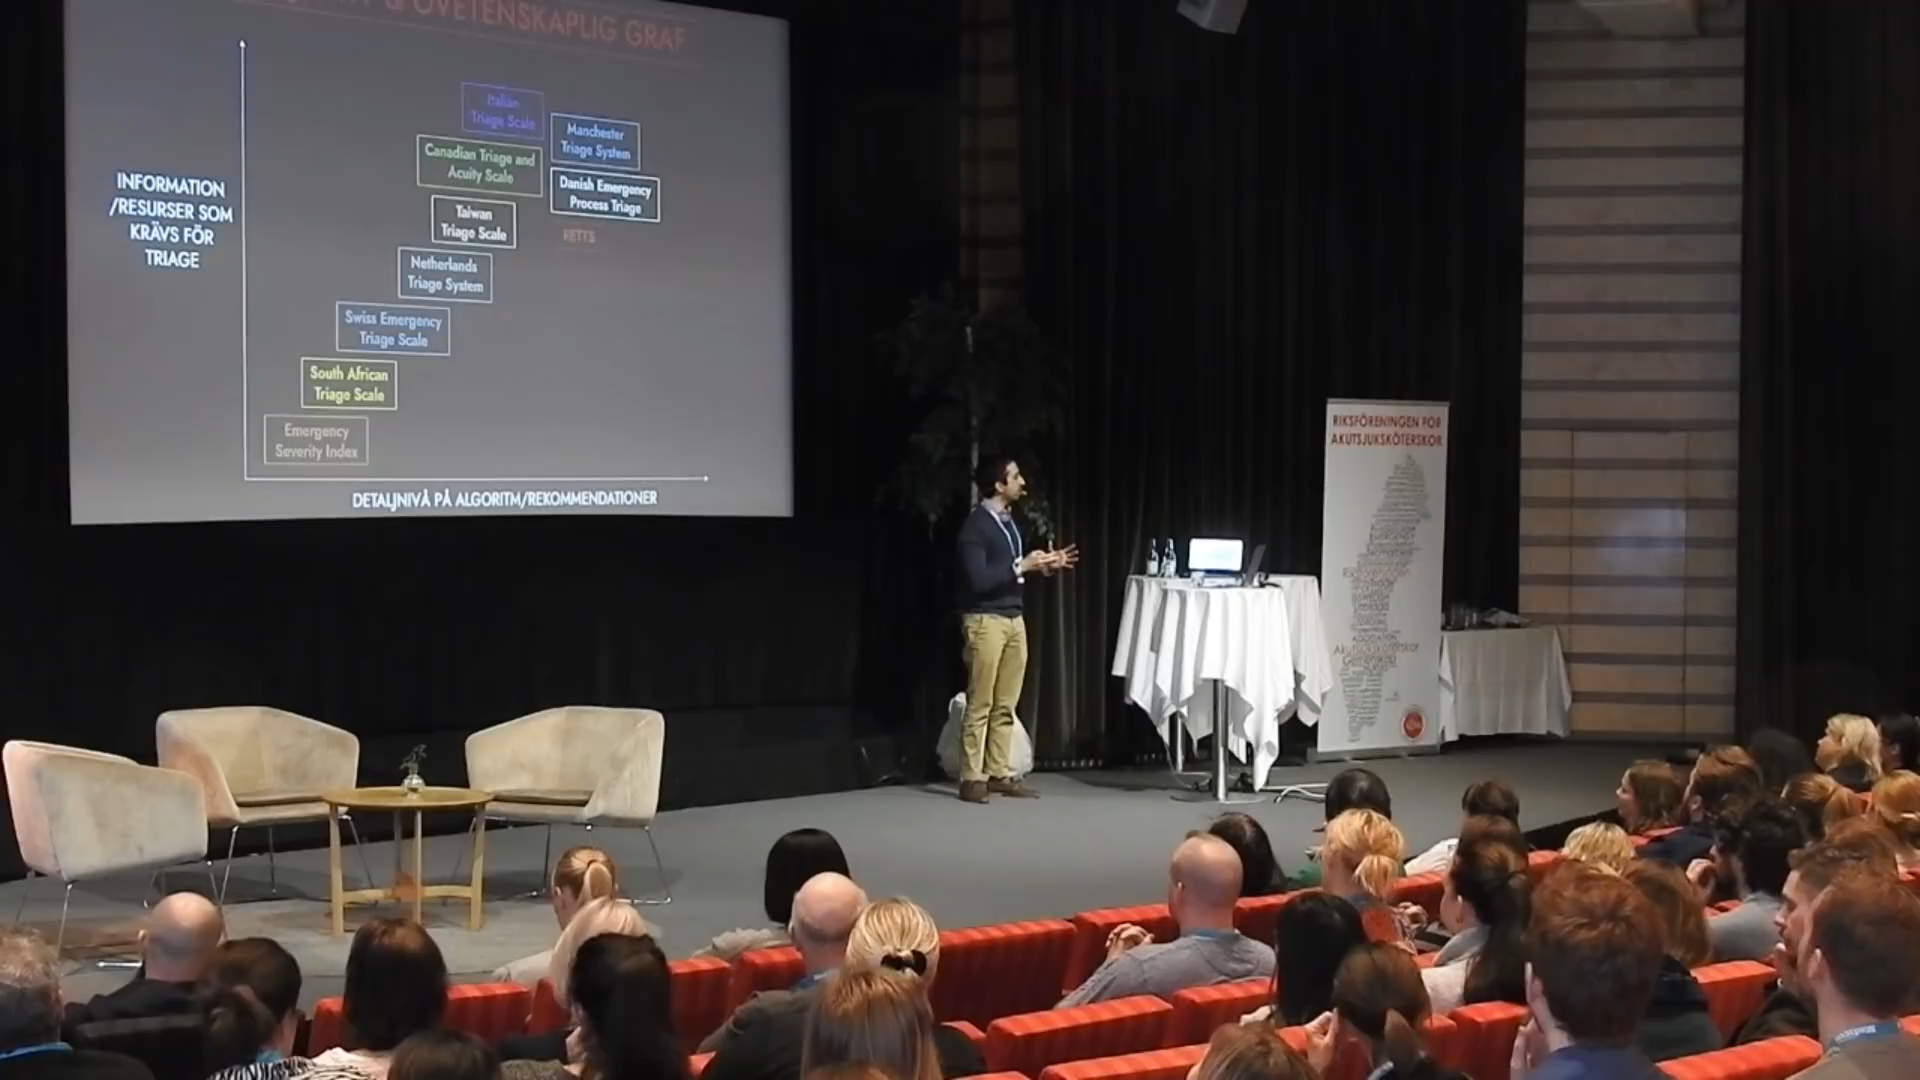 & OVETENSKAPLIG GRAF
Italian
Triage Scale
Manchester
Triage System
Canadian Triage and
Acuity Scale
Danish Emergency
Process Triage
Taiwan
Triage Scale
RETTS
Netherlands
Triage System
Swiss Emergency
Triage Scale
South African
Triage Scale
Emergency
Severity Index
INFORMATION
/RESURSER SOM
KRÄVS FÖR
TRIAGE
DETALJNIVÅ PÅ ALGORITM/REKOMMENDATIONER
RIKSFÖRENINGEN FÖR
AKUTSJUKSKÖTERSKOR
Akutsjuksköterskor
Gemenskap